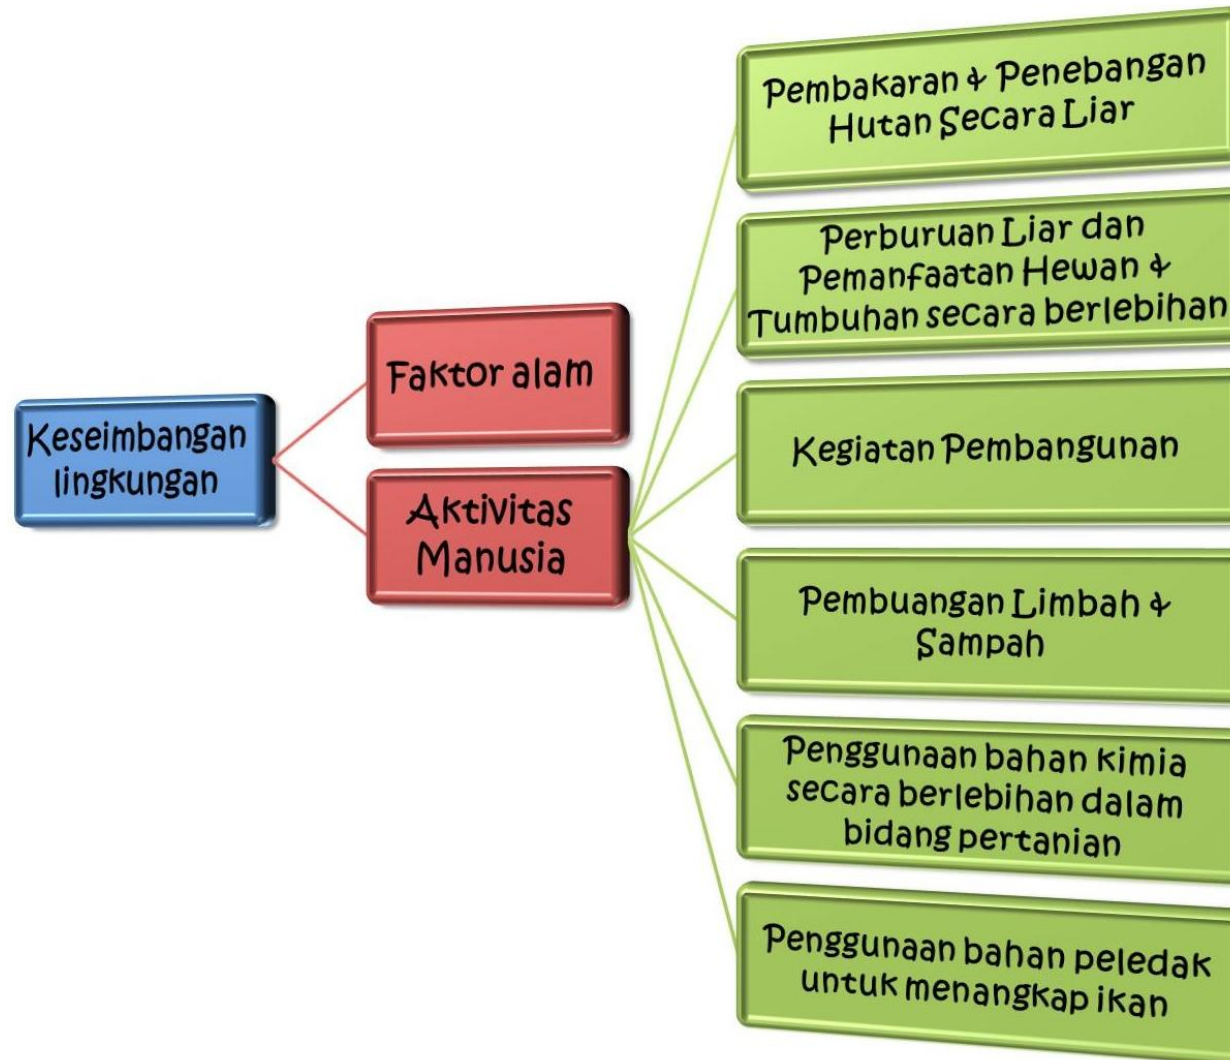 Keseimbangan
lingkungan
Faktor alam
Aktivitas
Manusia
Pembakaran & Penebangan
Hutan Secara Liar
Perburuan Liar dan
Pemanfaatan Hewan &
Tumbuhan secara berlebihan
Kegiatan Pembangunan
Pembuangan Limbah &
Sampah
Penggunaan bahan kimia
secara berlebihan dalam
bidang pertanian
Penggunaan bahan peledak
untuk menangkap ikan